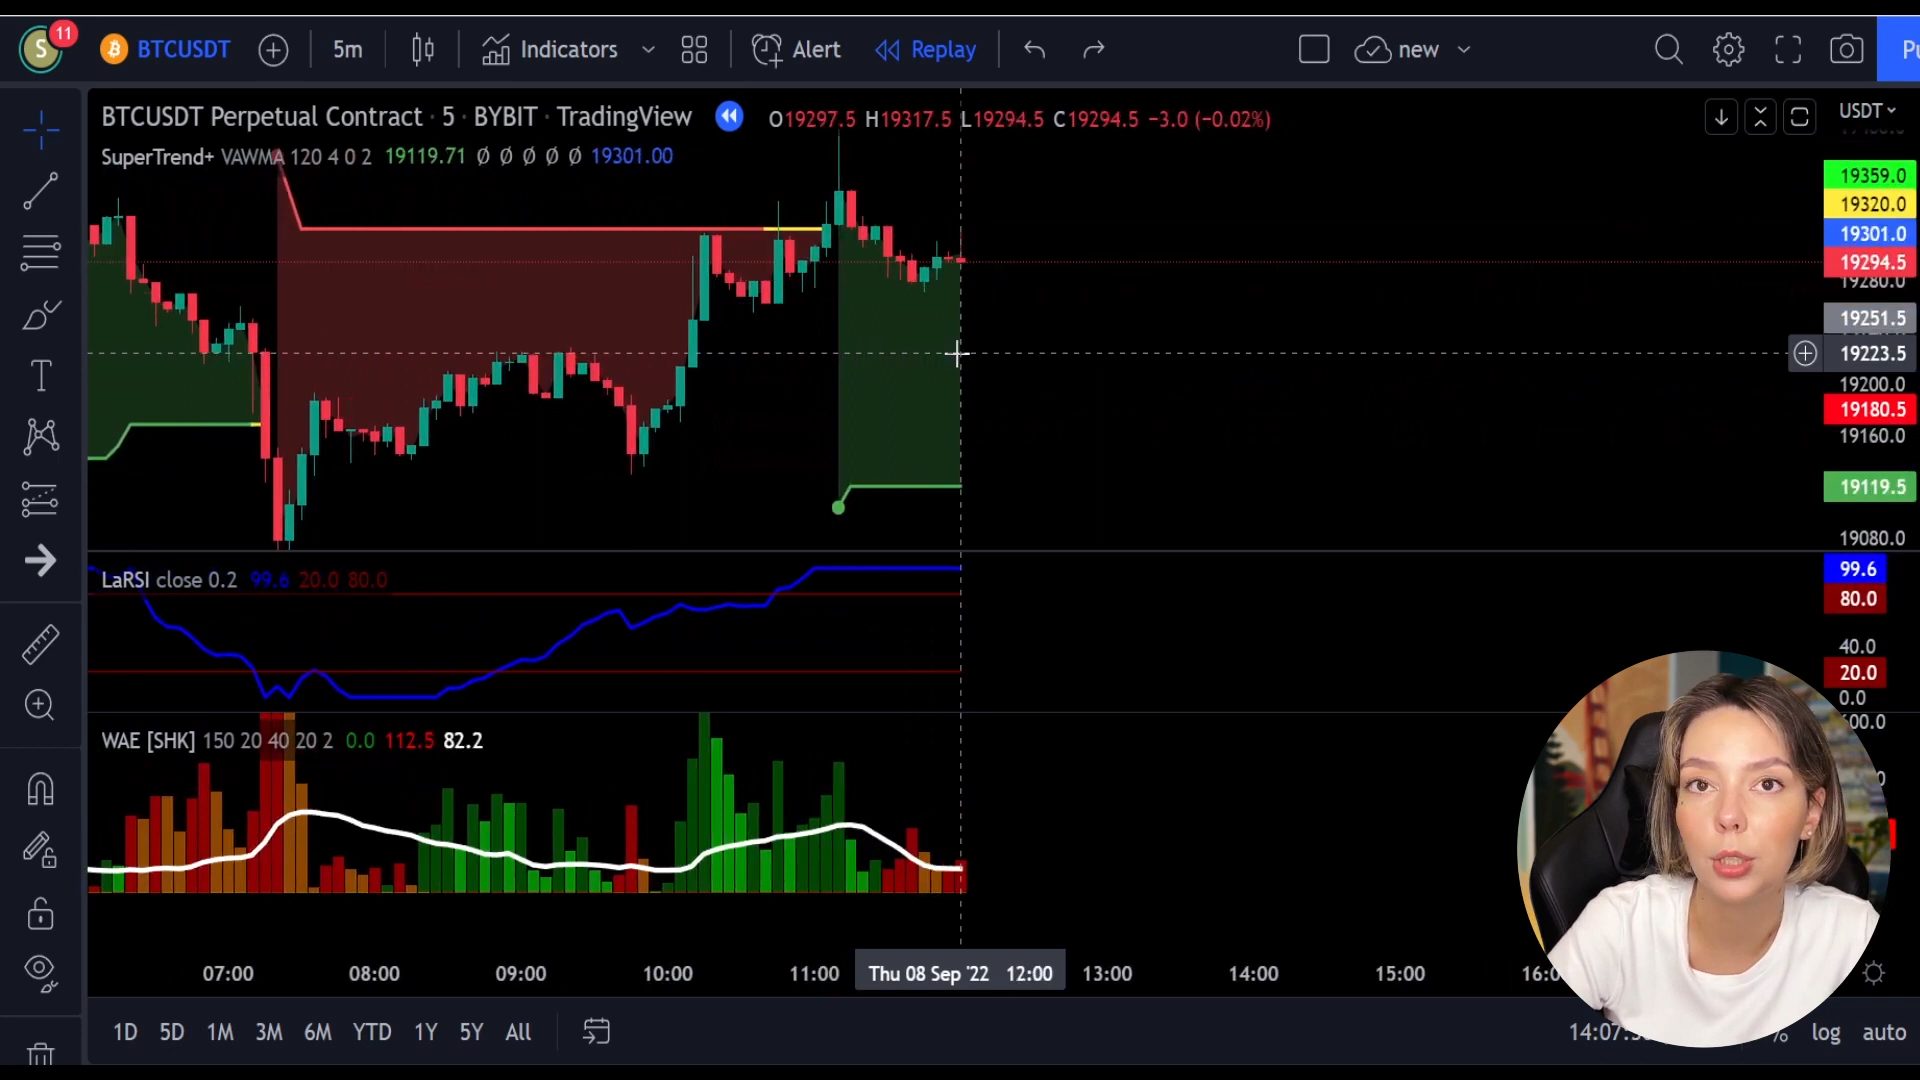 S 11 BTCUSDT 5m Indicators Alert Replay new Pu
BTCUSDT Perpetual Contract · 5 · BYBIT · TradingView O19297.5 H19317.5 L19294.5 C19294.5 −3.0 (−0.02%) USDT
SuperTrend+ VAWMA 120 4 0 2 19119.71 Ø Ø Ø Ø Ø 19301.00
19359.0
19320.0
19301.0
19294.5
19280.0
19251.5
19223.5
19200.0
19180.5
19160.0
19119.5
19080.0
LaRSI close 0.2 99.6 20.0 80.0
99.6
80.0
40.0
20.0
0.0
WAE [SHK] 150 20 40 20 2 0.0 112.5 82.2
07:00 08:00 09:00 10:00 11:00 Thu 08 Sep '22 12:00 13:00 14:00 15:00
1D 5D 1M 3M 6M YTD 1Y 5Y All % log auto